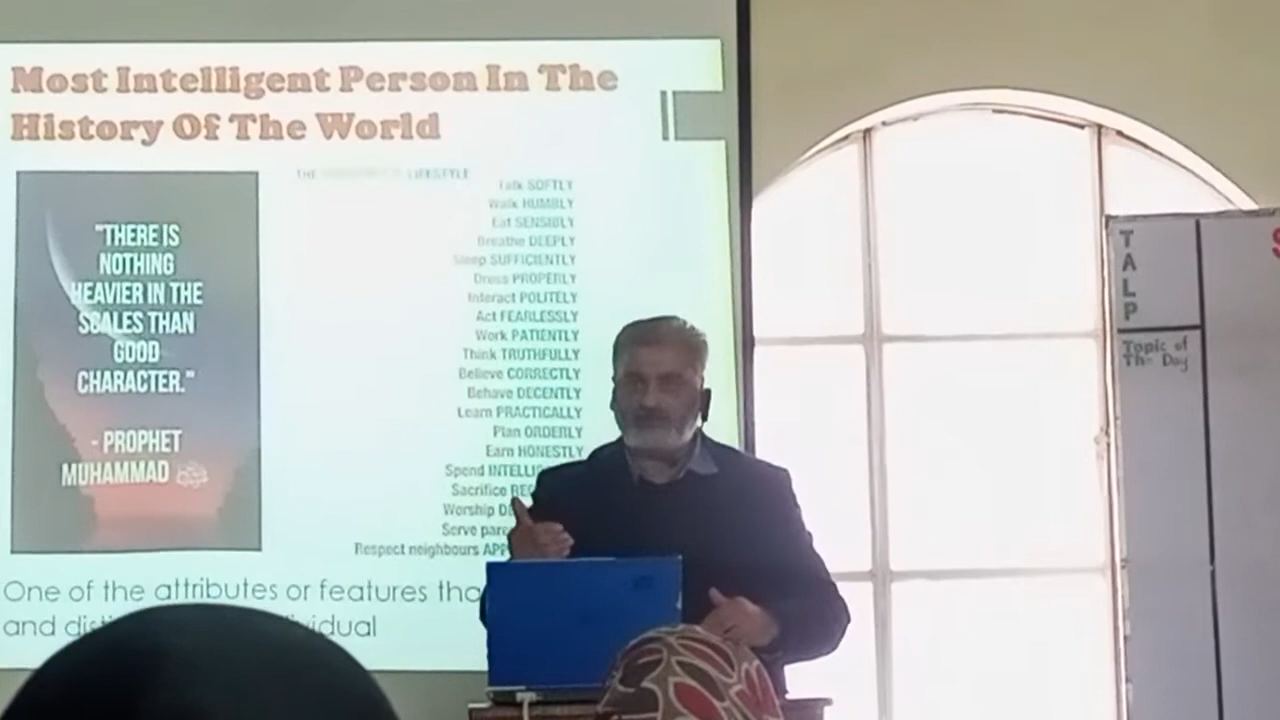 Most Intelligent Person In The
History Of The World
"THERE IS
NOTHING
HEAVIER IN THE
SCALES THAN
GOOD
CHARACTER."
- PROPHET
MUHAMMAD
THE LIFESTYLE
Talk SOFTLY
Walk HUMBLY
Eat SENSIBLY
Breathe DEEPLY
Sleep SUFFICIENTLY
Dress PROPERLY
Interact POLITELY
Act FEARLESSLY
Work PATIENTLY
Think TRUTHFULLY
Believe CORRECTLY
Behave DECENTLY
Learn PRACTICALLY
Plan ORDERLY
Earn HONESTLY
Spend
Sacrifice
Worship
Serve
Respect neighbours
One of the attributes or features
and
TALP
Topic of
The Day